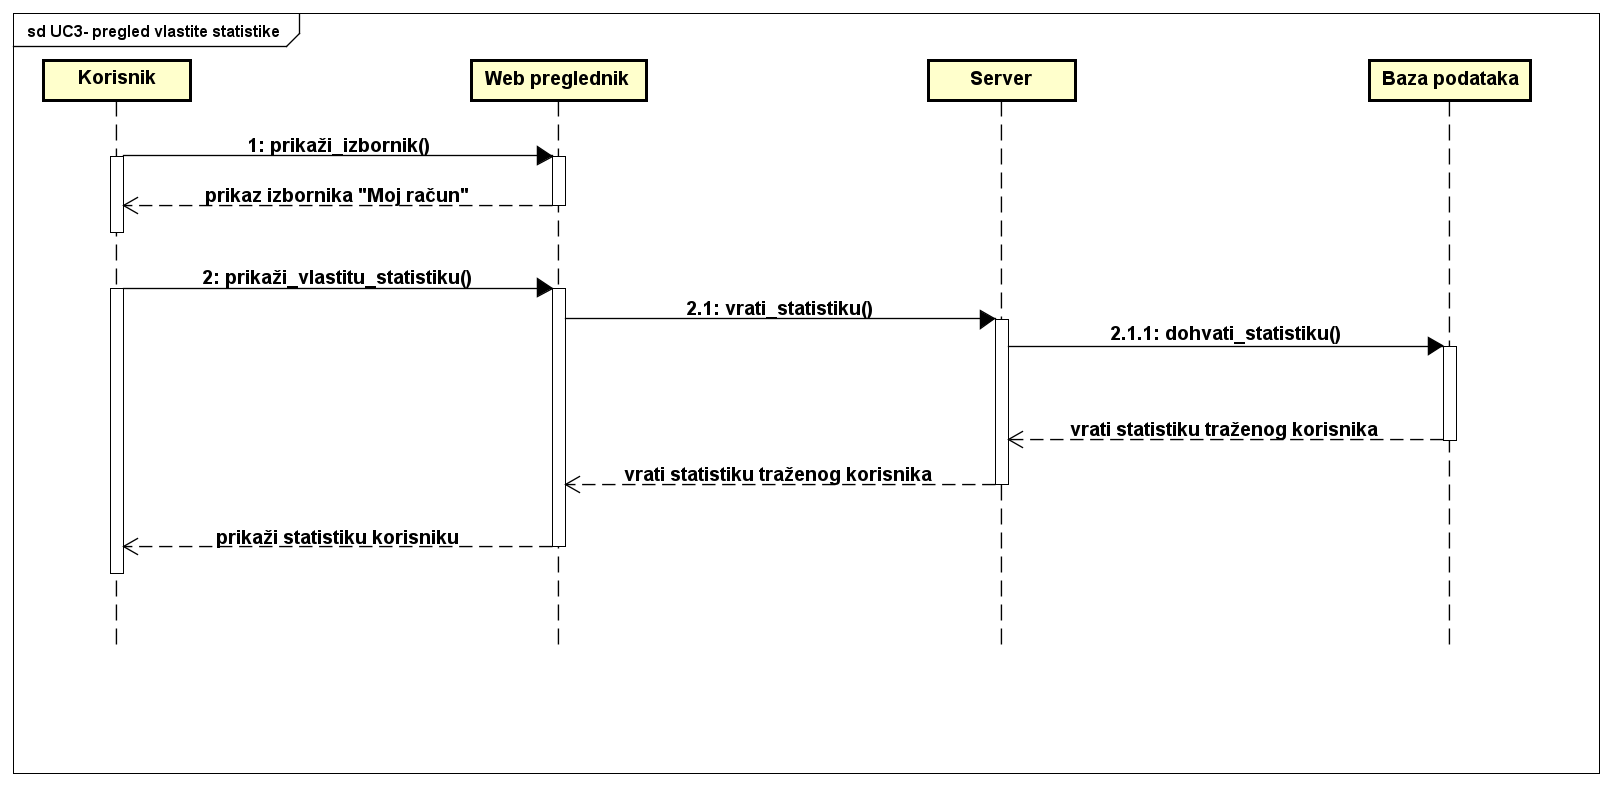 sd UC3- pregled vlastite statistike
Korisnik
Web preglednik
Server
Baza podataka
1: prikaži_izbornik()
prikaz izbornika "Moj račun"
2: prikaži_vlastitu_statistiku()
2.1: vrati_statistiku()
2.1.1: dohvati_statistiku()
vrati statistiku traženog korisnika
vrati statistiku traženog korisnika
prikaži statistiku korisniku